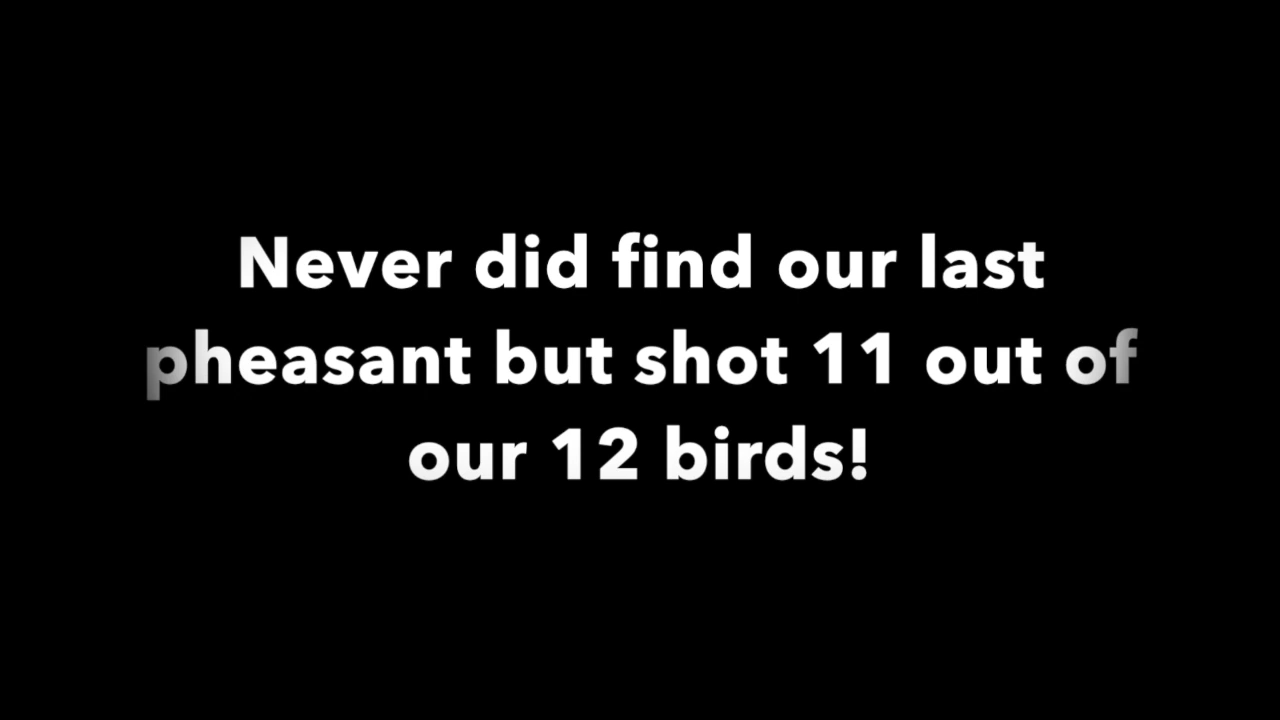 Never did find our last
pheasant but shot 11 out of
our 12 birds!